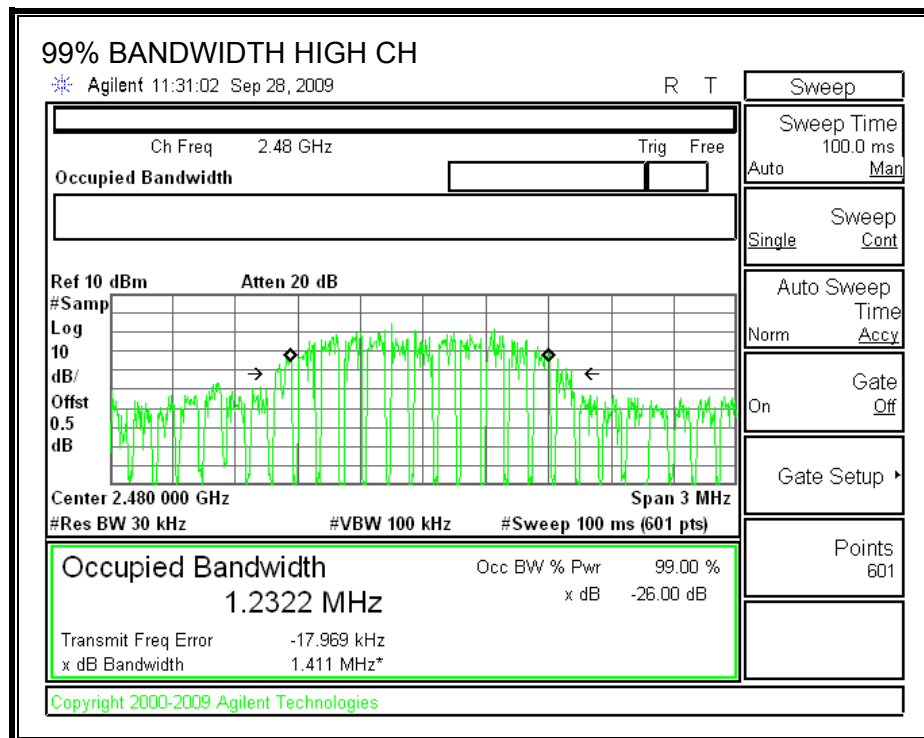 99% BANDWIDTH HIGH CH
Agilent 11:31:02 Sep 28, 2009
R T
Ch Freq 2.48 GHz
Trig Free
Occupied Bandwidth
Ref 10 dBm
Atten 20 dB
#Samp
Log
10
dB/
Offst
0.5
dB
Center 2.480 000 GHz
Span 3 MHz
#Res BW 30 kHz
#VBW 100 kHz
#Sweep 100 ms (601 pts)
Occupied Bandwidth
1.2322 MHz
Occ BW % Pwr 99.00 %
x dB -26.00 dB
Transmit Freq Error -17.969 kHz
x dB Bandwidth 1.411 MHz*
Copyright 2000-2009 Agilent Technologies
Sweep
Sweep Time
100.0 ms
Auto Man
Sweep
Single Cont
Auto Sweep
Time
Norm Accy
Gate
On Off
Gate Setup
Points
601